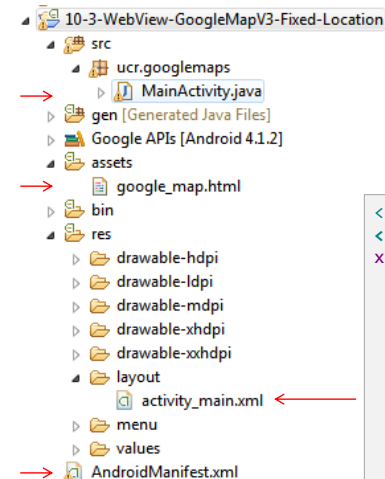 10-3-WebView-GoogleMapV3-Fixed-Location
src
ucr.googlemaps
MainActivity.java
gen [Generated Java Files]
Google APIs [Android 4.1.2]
assets
google_map.html
bin
<
<
res
x
drawable-hdpi
drawable-ldpi
drawable-mdpi
drawable-xhdpi
drawable-xxhdpi
layout
activity_main.xml
menu
values
AndroidManifest.xml